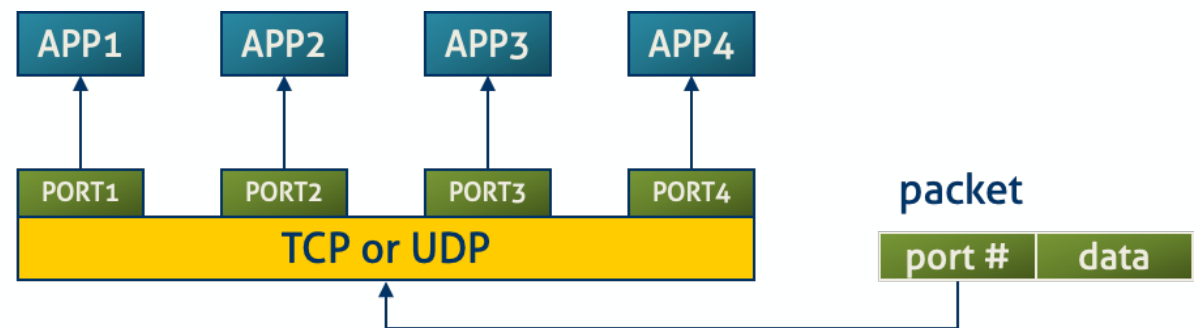 APP1 APP2 APP3 APP4
PORT1 PORT2 PORT3 PORT4
TCP or UDP
packet
port # data